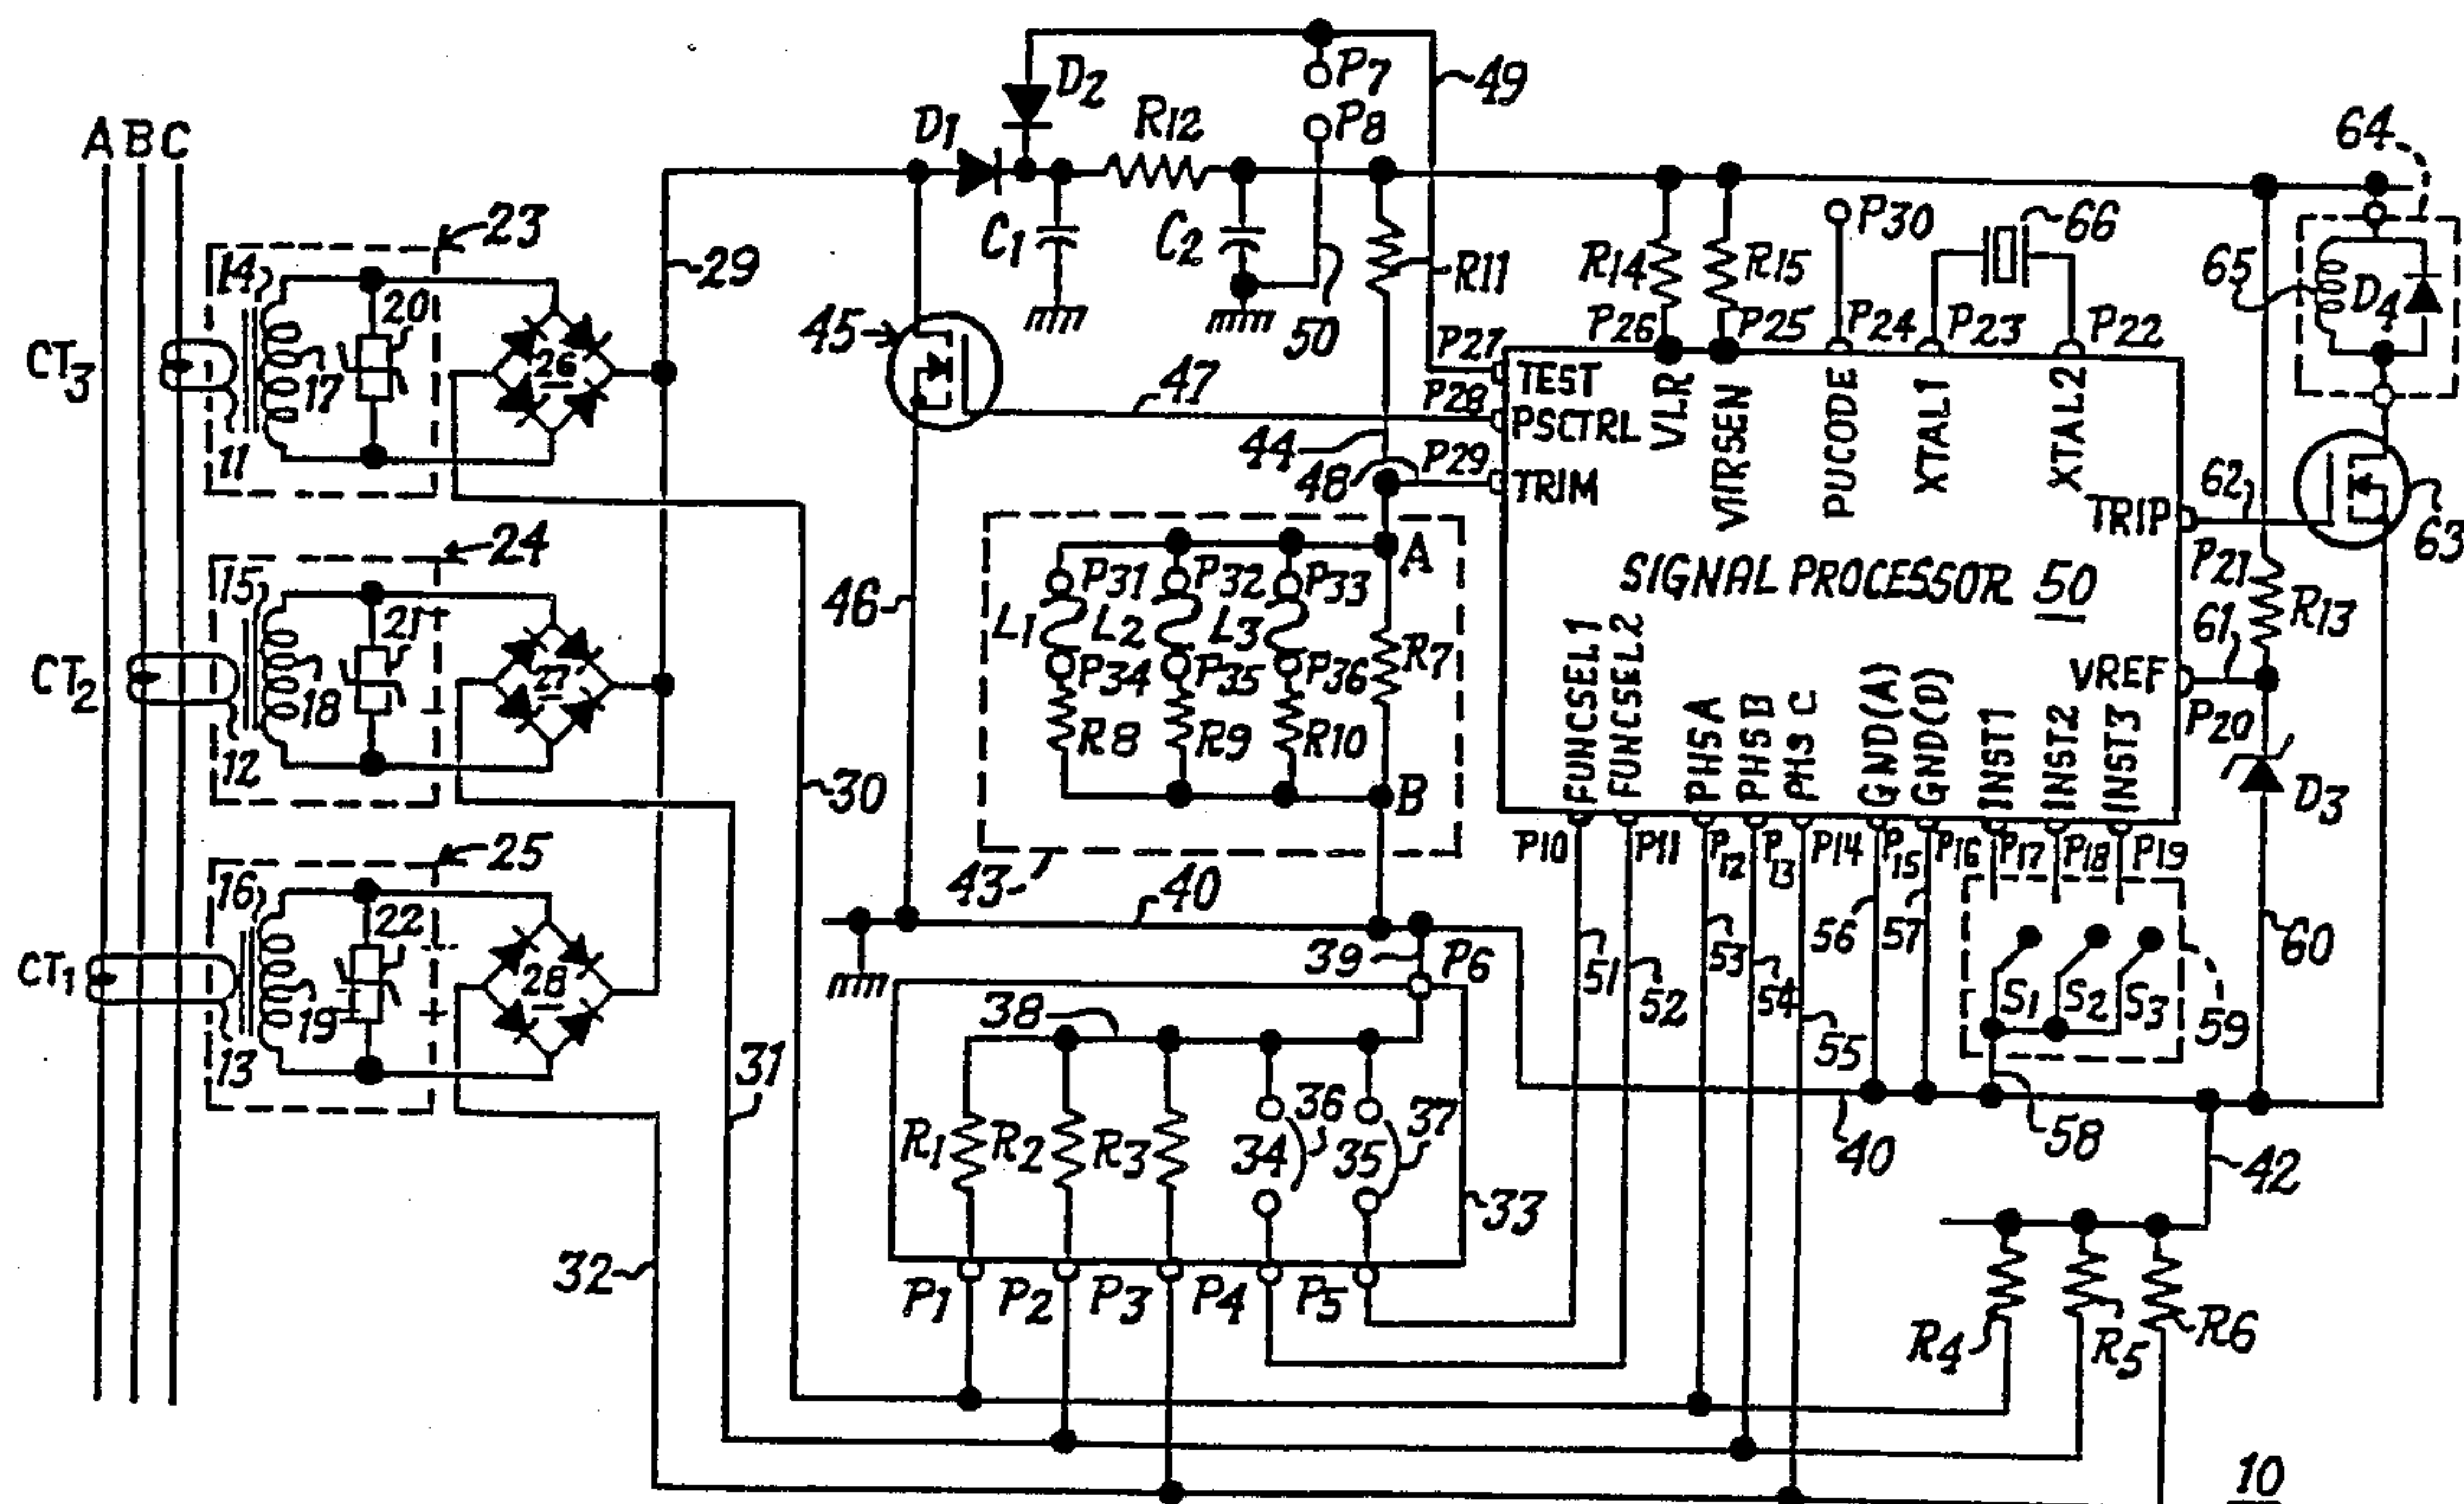 P7
49
D2
P8
D1
R12
64
A B C
23
C1
C2
R11
R14
R15
P30
66
65
D4
14
20
29
45
50
P26
P25
P24
P23
P22
CT3
26
17
11
47
P27
P28
TEST
PSCTRL
VLR
VITRSEN
PUCODE
XTAL1
XTAL2
44
48
P29
TRIM
62
TRIP
63
24
15
21
A
P31
P32
P33
SIGNAL PROCESSOR 50
P21
R13
46
L1
L2
L3
R7
61
CT2
27
18
12
P34
P35
P36
R8
R9
R10
B
FUNCSEL1
FUNCSEL2
PHSA
PHSB
PHS C
GND(A)
GND(D)
INST1
INST2
INST3
VREF
P20
D3
30
25
16
22
43
40
P10
P11
P12
P13
P14
P15
P16
P17
P18
P19
CT1
28
19
13
39
P6
51
52
53
54
55
56
57
S1
S2
S3
59
60
31
38
R1
R2
R3
34
36
35
37
33
40
58
42
32
P1
P2
P3
P4
P5
R4
R5
R6
10